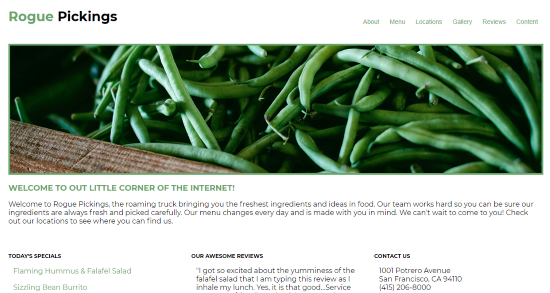 Rogue Pickings
About Menu Locations Gallery Reviews Content
WELCOME TO OUT LITTLE CORNER OF THE INTERNET!
Welcome to Rogue Pickings, the roaming truck bringing you the freshest ingredients and ideas in food. Our team works hard so you can be sure our
ingredients are always fresh and picked carefully. Our menu changes every day and is made with you in mind. We can't wait to come to you! Check
out our locations to see where you can find us.
TODAY'S SPECIALS
Flaming Hummus & Falafel Salad
Sizzling Bean Burrito
OUR AWESOME REVIEWS
"I got so excited about the yumminess of the
falafel salad that I am typing this review as I
inhale my lunch. Yes, it is that good...Service
CONTACT US
1001 Potrero Avenue
San Francisco, CA 94110
(415) 206-8000